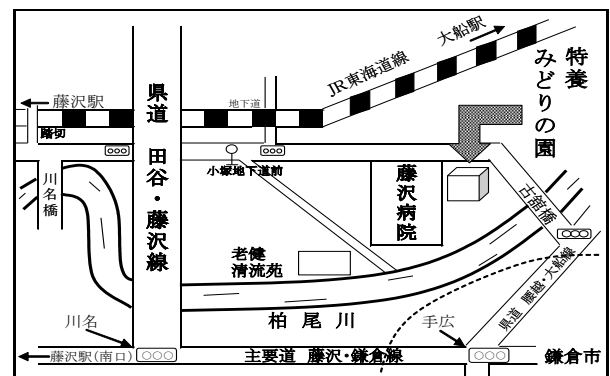 大船駅
JR東海道線
特養
みどりの園
藤沢駅
踏切
県道 田谷・藤沢線
地下道
小塚地下道前
川名橋
藤沢病院
古舘橋
老健
清流苑
県道 腰越・大船線
柏尾川
川名
手広
藤沢駅(南口)
主要道 藤沢・鎌倉線
鎌倉市